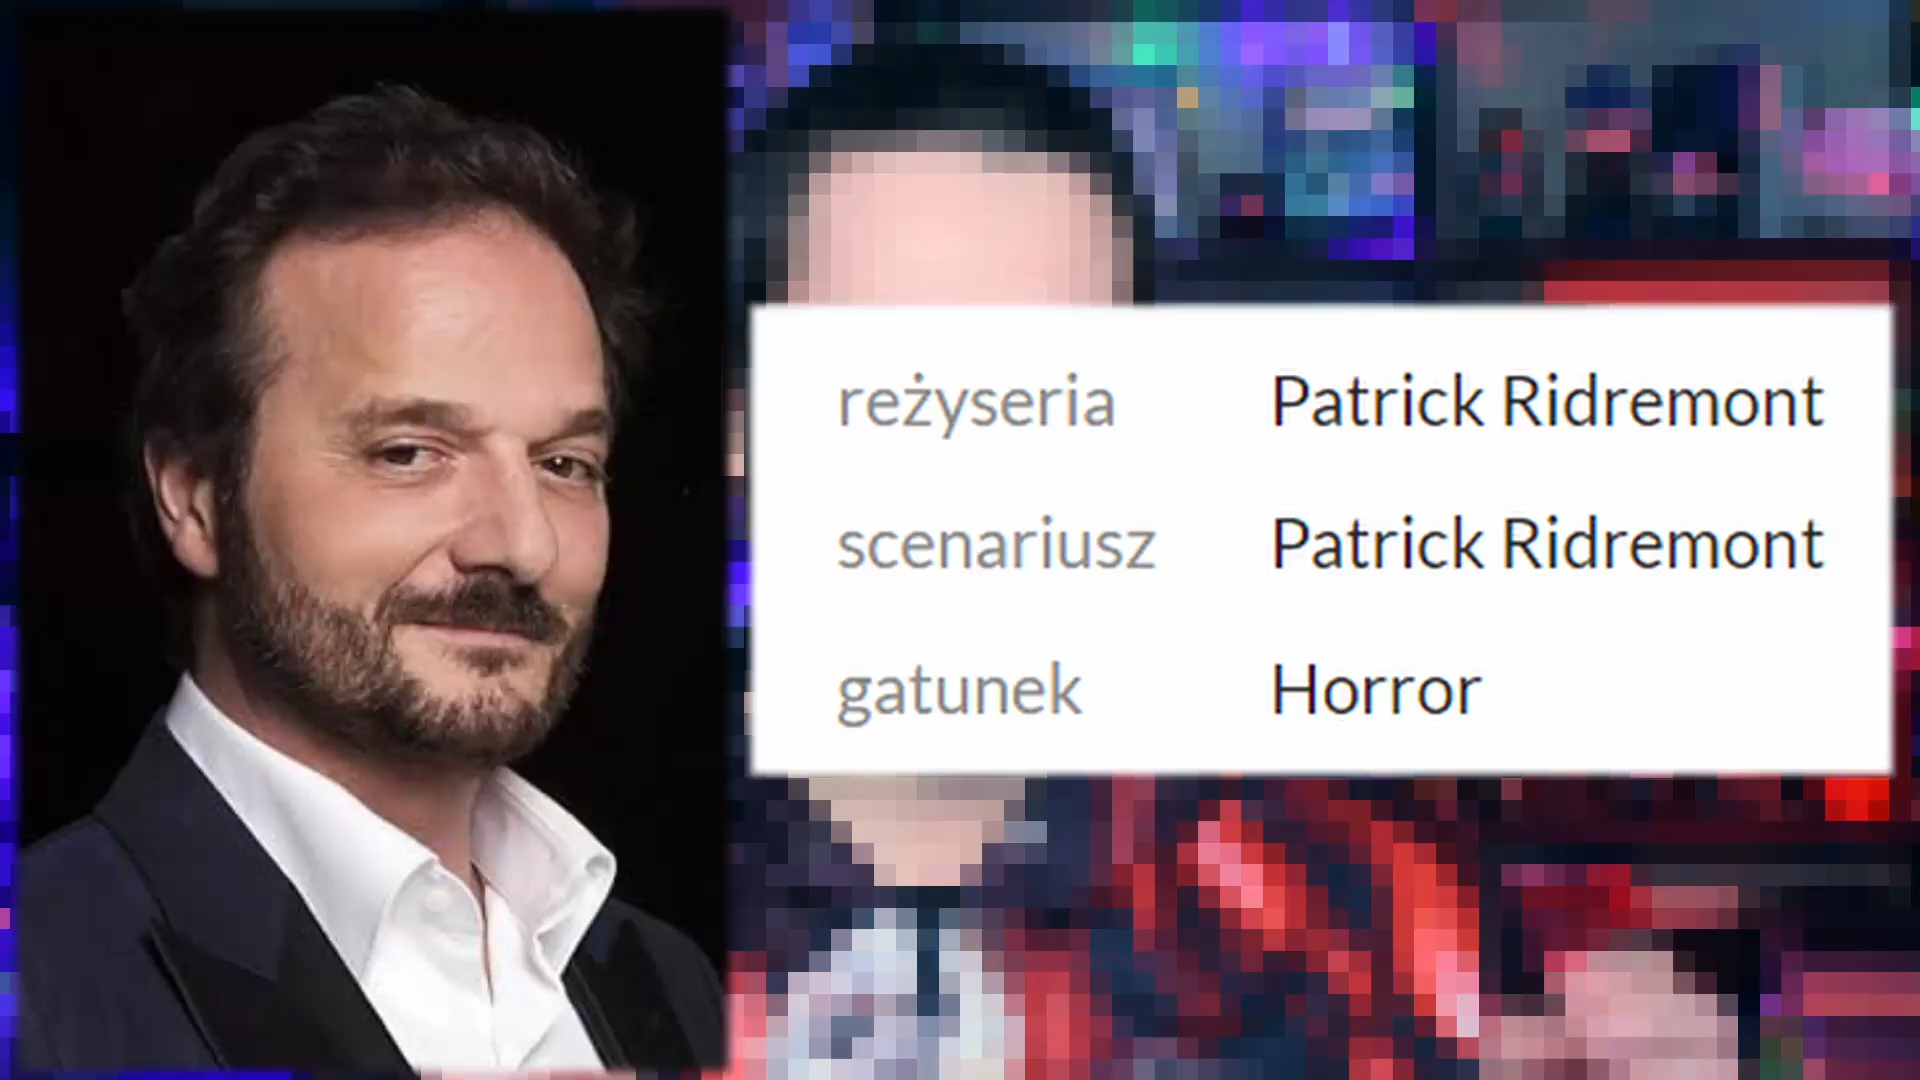 reżyseria Patrick Ridremont
scenariusz Patrick Ridremont
gatunek Horror